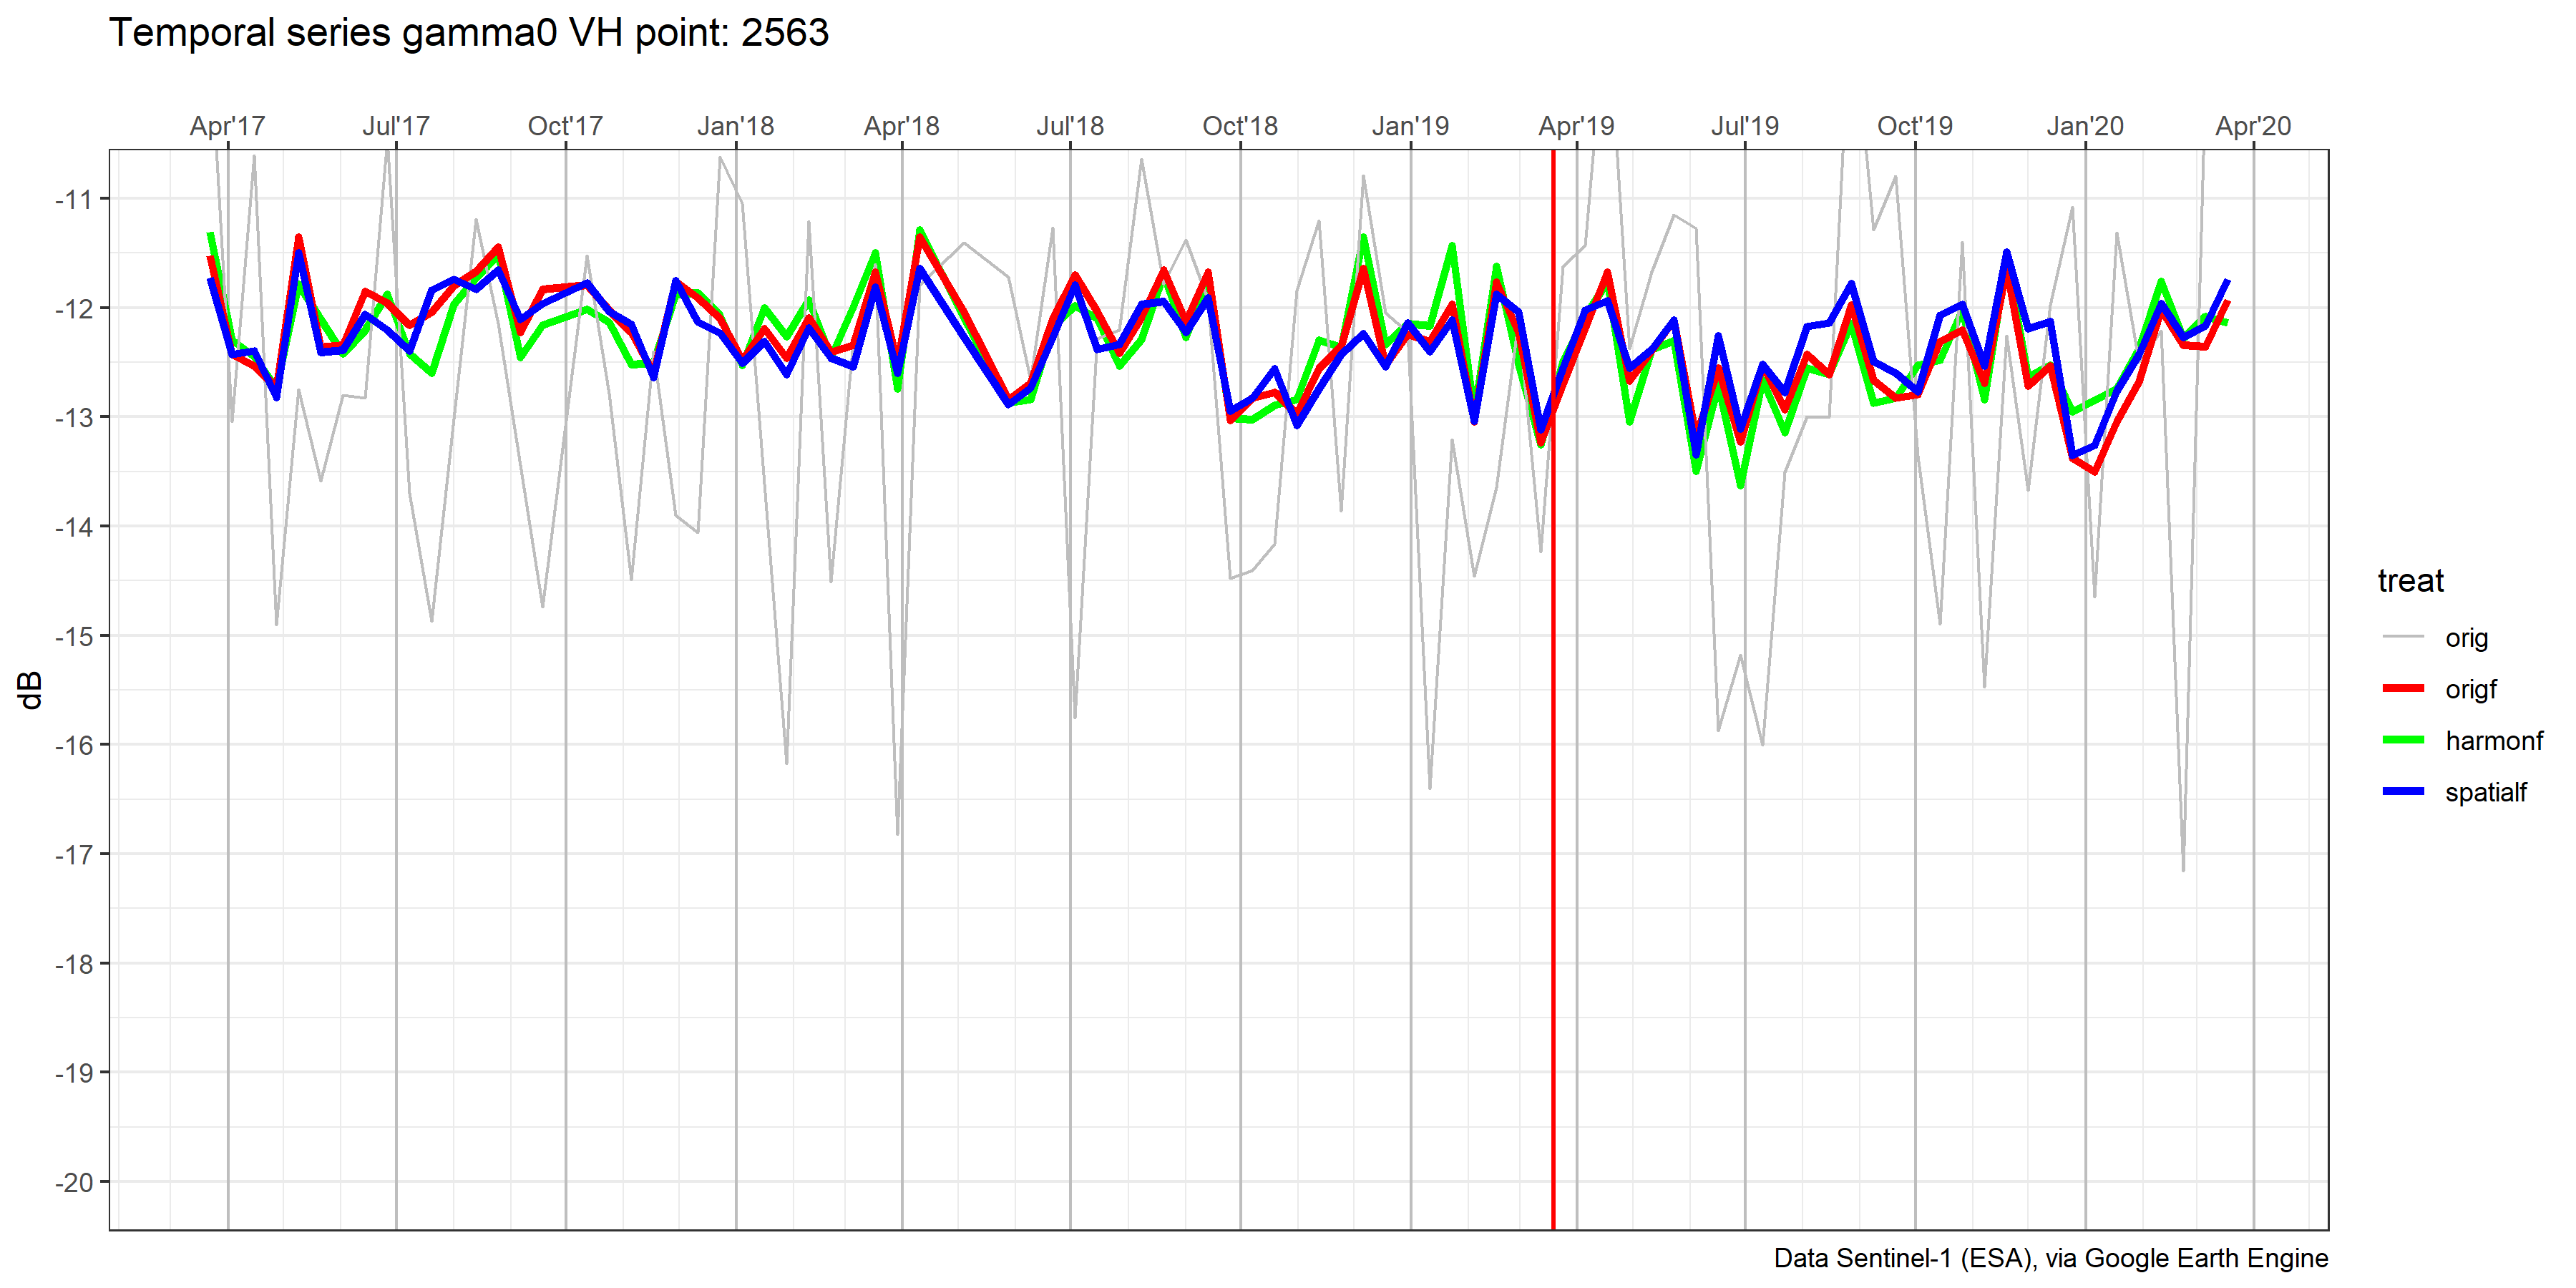 Temporal series gamma0 VH point: 2563
Apr'17 Jul'17 Oct'17 Jan'18 Apr'18 Jul'18 Oct'18 Jan'19 Apr'19 Jul'19 Oct'19 Jan'20 Apr'20
-11
-12
-13
-14
-15
-16
-17
-18
-19
-20
dB
treat
orig
origf
harmonf
spatialf
Data Sentinel-1 (ESA), via Google Earth Engine